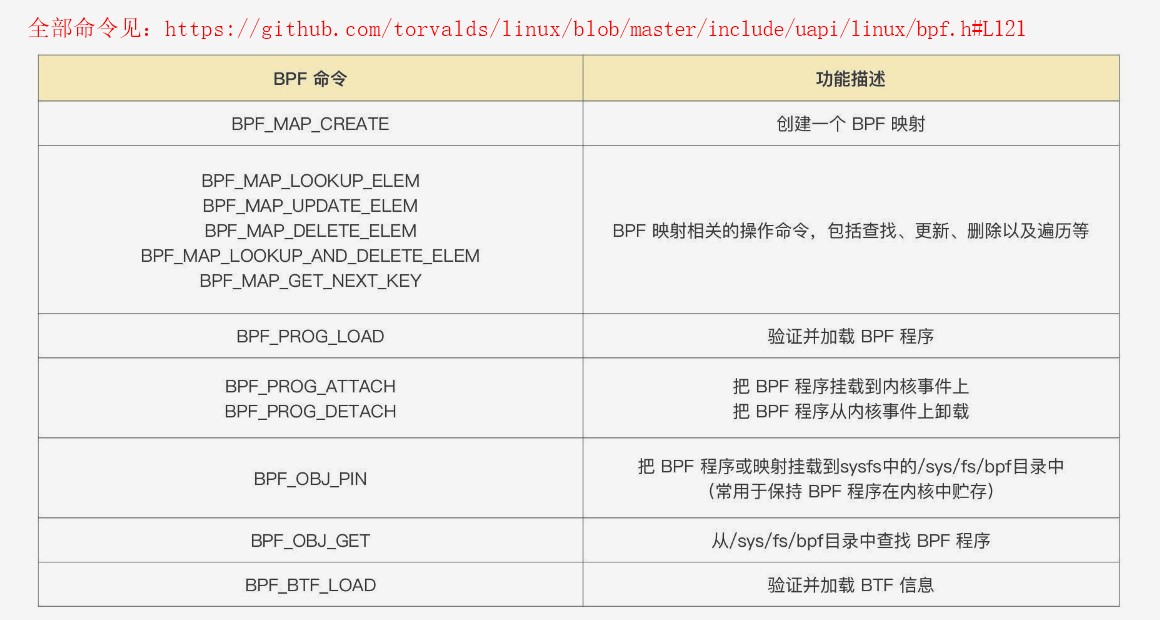 全部命令见：https://github.com/torvalds/linux/blob/master/include/uapi/linux/bpf.h#L121
BPF 命令
功能描述
BPF_MAP_CREATE
创建一个 BPF 映射
BPF_MAP_LOOKUP_ELEM
BPF_MAP_UPDATE_ELEM
BPF_MAP_DELETE_ELEM
BPF_MAP_LOOKUP_AND_DELETE_ELEM
BPF_MAP_GET_NEXT_KEY
BPF 映射相关的操作命令，包括查找、更新、删除以及遍历等
BPF_PROG_LOAD
验证并加载 BPF 程序
BPF_PROG_ATTACH
BPF_PROG_DETACH
把 BPF 程序挂载到内核事件上
把 BPF 程序从内核事件上卸载
BPF_OBJ_PIN
把 BPF 程序或映射挂载到sysfs中的/sys/fs/bpf目录中
（常用于保持 BPF 程序在内核中贮存）
BPF_OBJ_GET
从/sys/fs/bpf目录中查找 BPF 程序
BPF_BTF_LOAD
验证并加载 BTF 信息